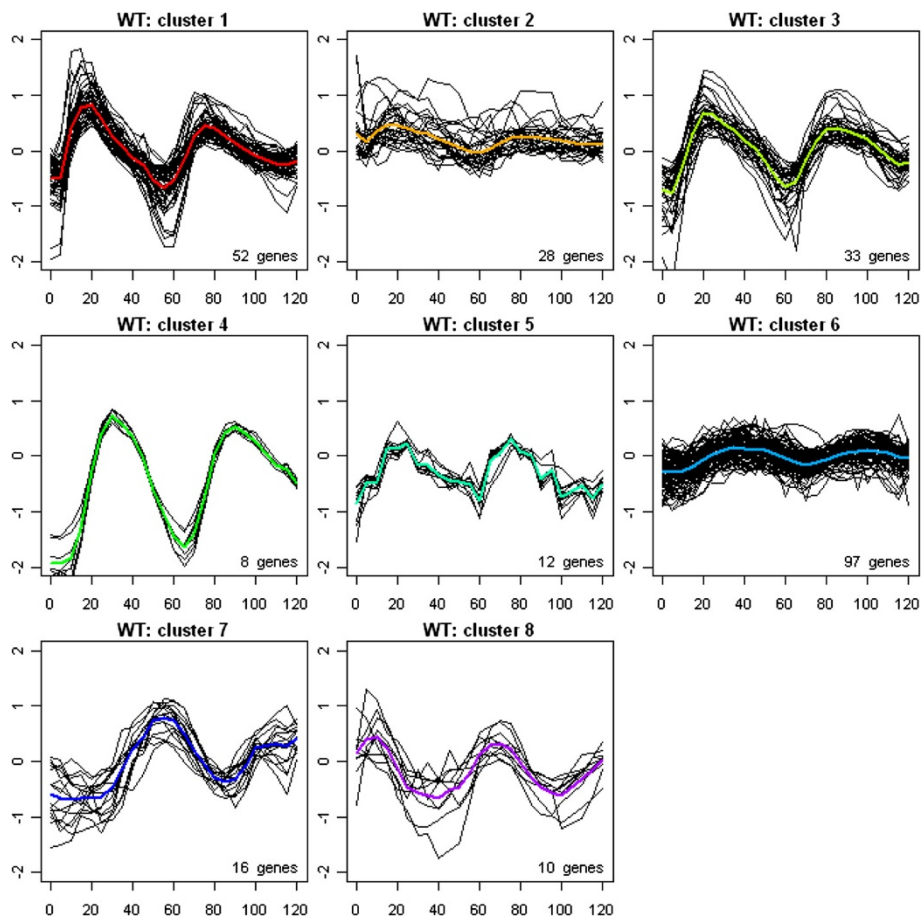 WT: cluster 1
2
1
0
-1
-2
52 genes
0 20 40 60 80 100 120
WT: cluster 2
2
1
0
-1
-2
28 genes
0 20 40 60 80 100 120
WT: cluster 3
2
1
0
-1
-2
33 genes
0 20 40 60 80 100 120
WT: cluster 4
2
1
0
-1
-2
8 genes
0 20 40 60 80 100 120
WT: cluster 5
2
1
0
-1
-2
12 genes
0 20 40 60 80 100 120
WT: cluster 6
2
1
0
-1
-2
97 genes
0 20 40 60 80 100 120
WT: cluster 7
2
1
0
-1
-2
16 genes
0 20 40 60 80 100 120
WT: cluster 8
2
1
0
-1
-2
10 genes
0 20 40 60 80 100 120